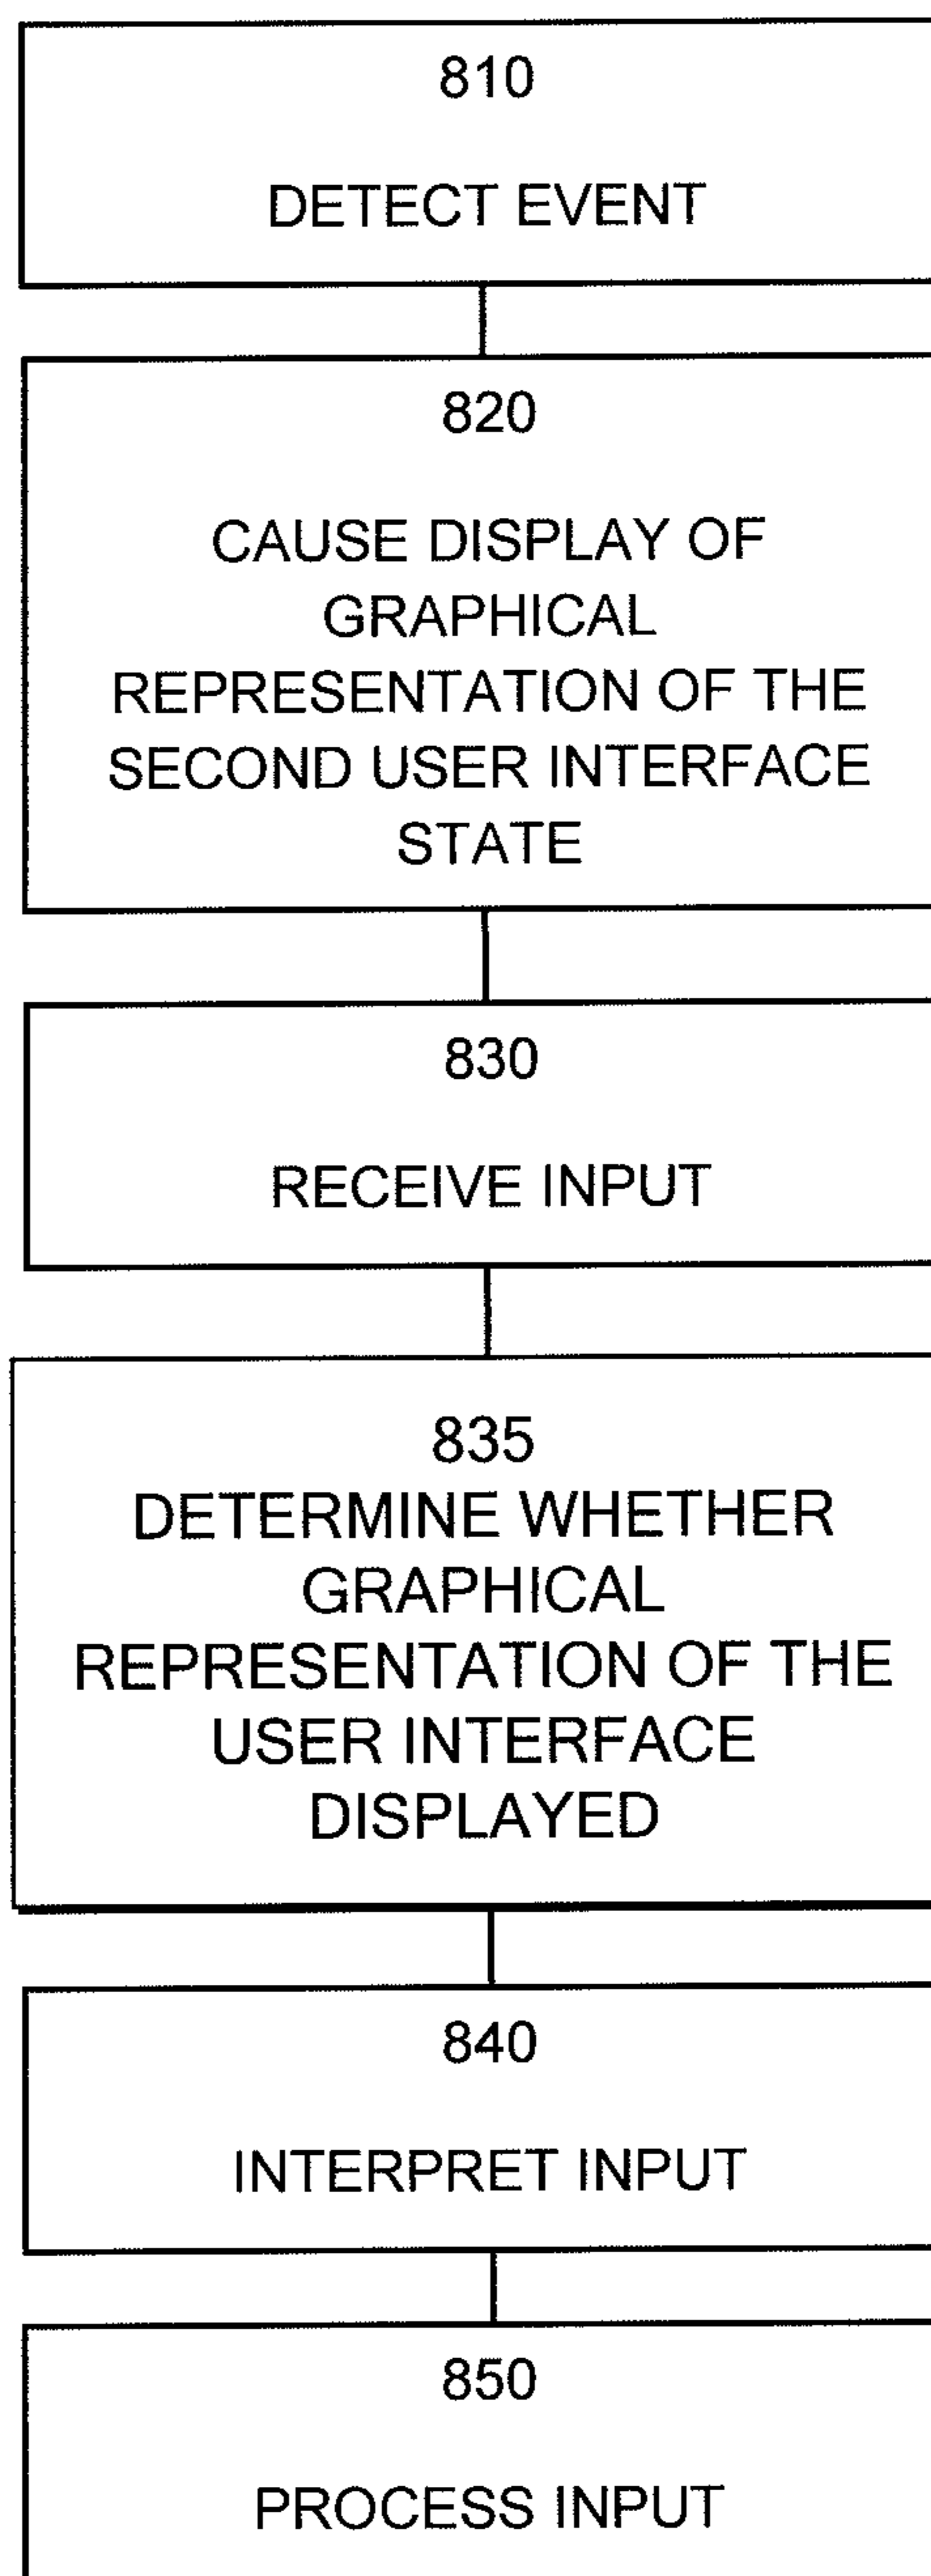 810
DETECT EVENT
820
CAUSE DISPLAY OF
GRAPHICAL
REPRESENTATION OF THE
SECOND USER INTERFACE
STATE
830
RECEIVE INPUT
835
DETERMINE WHETHER
GRAPHICAL
REPRESENTATION OF THE
USER INTERFACE
DISPLAYED
840
INTERPRET INPUT
850
PROCESS INPUT